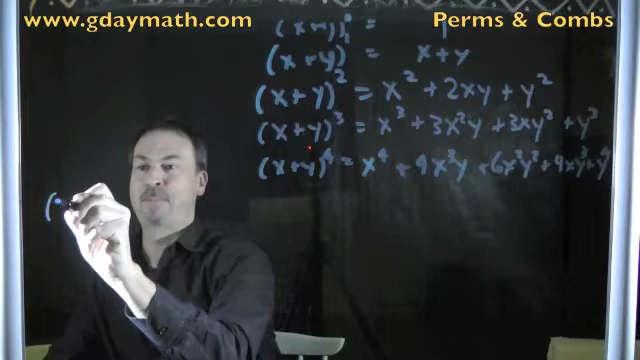 www.gdaymath.com Perms & Combs
(x+y)⁰ = 1
(x+y)¹ = x+y
(x+y)² = x² + 2xy + y²
(x+y)³ = x³ + 3x²y + 3xy² + y³
(x+y)⁴ = x⁴ + 4x³y + 6x²y² + 4xy³ + y⁴
(